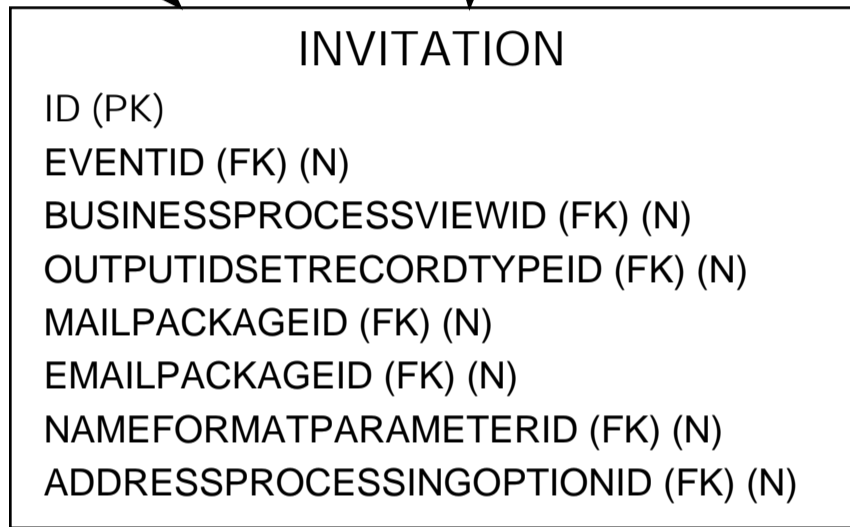 INVITATION
ID (PK)
EVENTID (FK) (N)
BUSINESSPROCESSVIEWID (FK) (N)
OUTPUTIDSETRECORDTYPEID (FK) (N)
MAILPACKAGEID (FK) (N)
EMAILPACKAGEID (FK) (N)
NAMEFORMATPARAMETERID (FK) (N)
ADDRESSPROCESSINGOPTIONID (FK) (N)